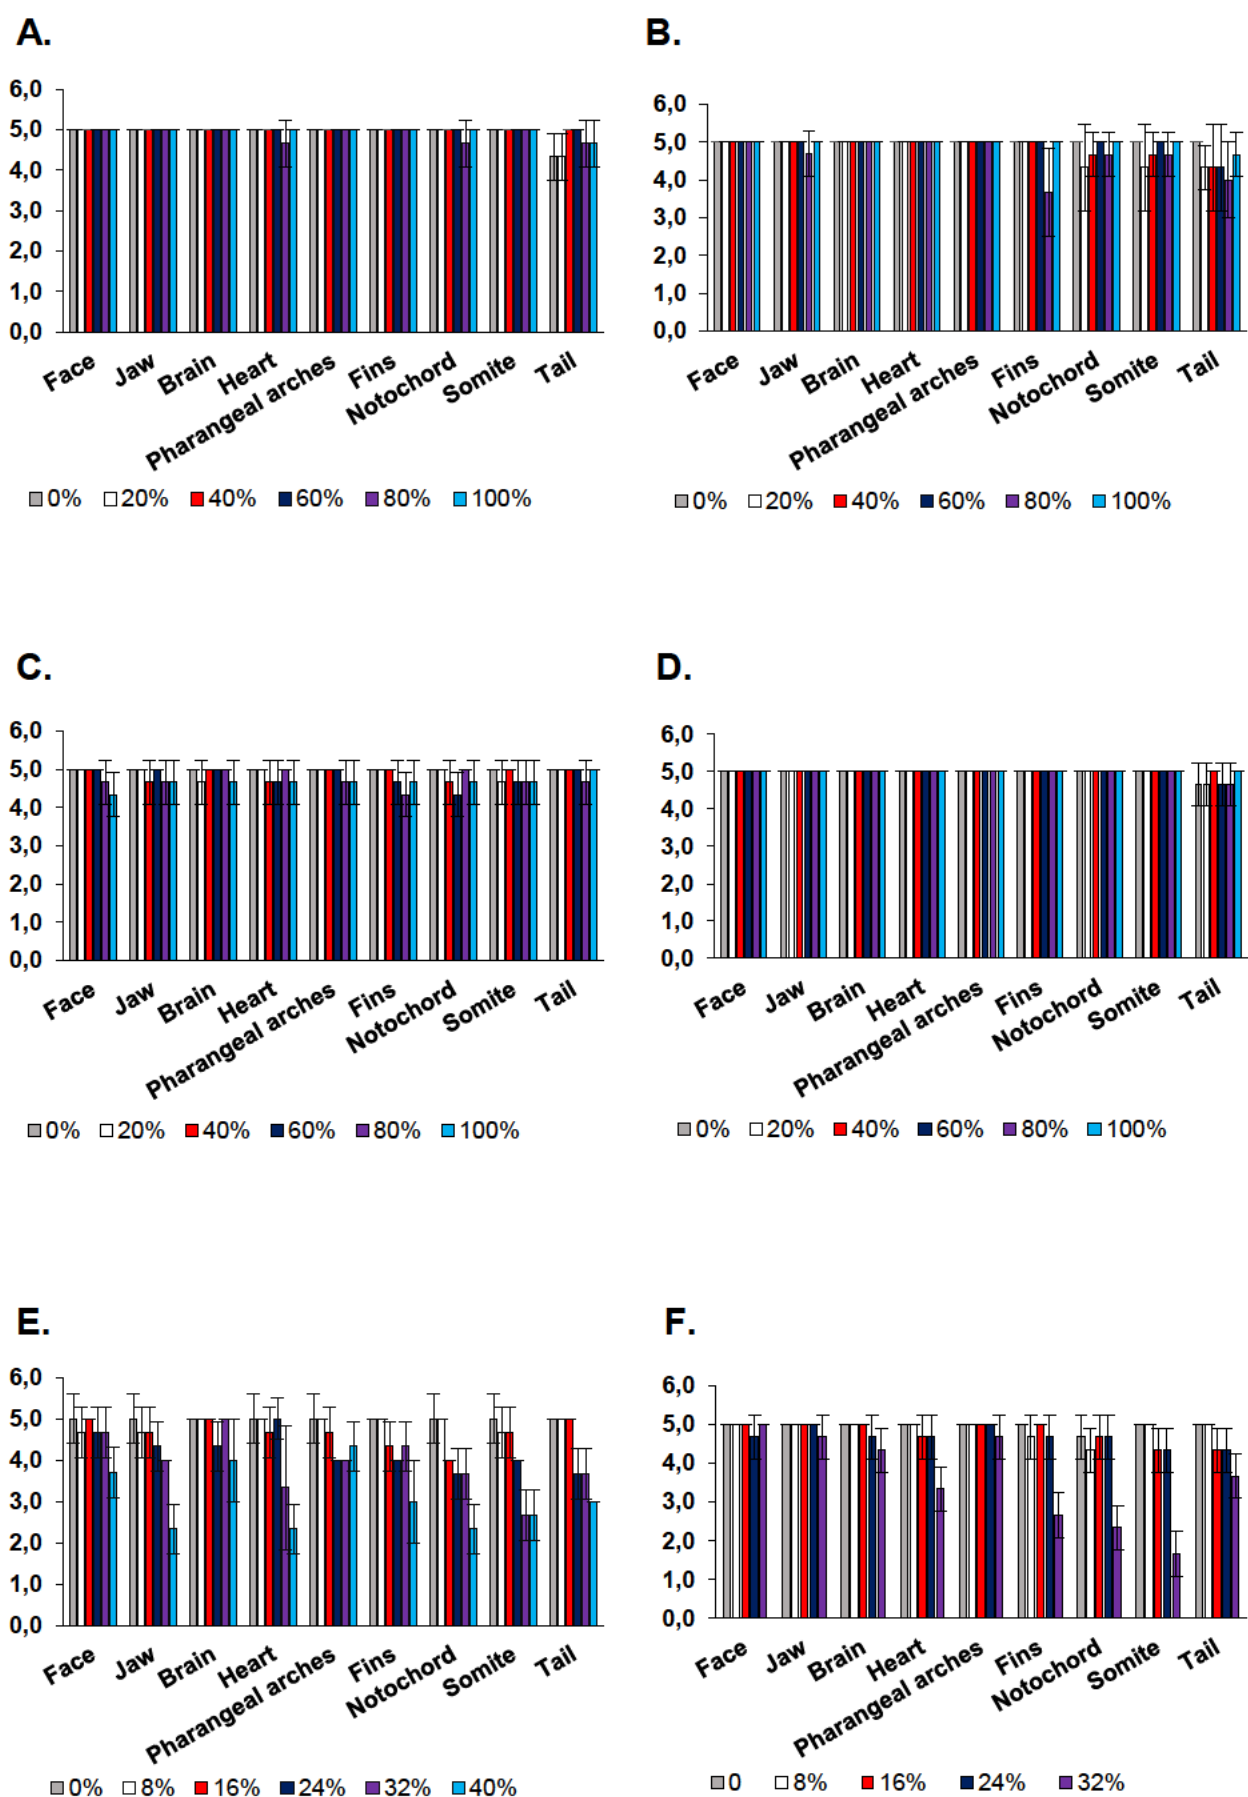 A.
6,0
5,0
4,0
3,0
2,0
1,0
0,0
Face Jaw Brain Heart Pharangeal arches Fins Notochord Somite Tail
0% 20% 40% 60% 80% 100%
B.
6,0
5,0
4,0
3,0
2,0
1,0
0,0
Face Jaw Brain Heart Pharangeal arches Fins Notochord Somite Tail
0% 20% 40% 60% 80% 100%
C.
6,0
5,0
4,0
3,0
2,0
1,0
0,0
Face Jaw Brain Heart Pharangeal arches Fins Notochord Somite Tail
0% 20% 40% 60% 80% 100%
D.
6,0
5,0
4,0
3,0
2,0
1,0
0,0
Face Jaw Brain Heart Pharangeal arches Fins Notochord Somite Tail
0% 20% 40% 60% 80% 100%
E.
6,0
5,0
4,0
3,0
2,0
1,0
0,0
Face Jaw Brain Heart Pharangeal arches Fins Notochord Somite Tail
0% 8% 16% 24% 32% 40%
F.
6,0
5,0
4,0
3,0
2,0
1,0
0,0
Face Jaw Brain Heart Pharangeal arches Fins Notochord Somite Tail
0 8% 16% 24% 32%